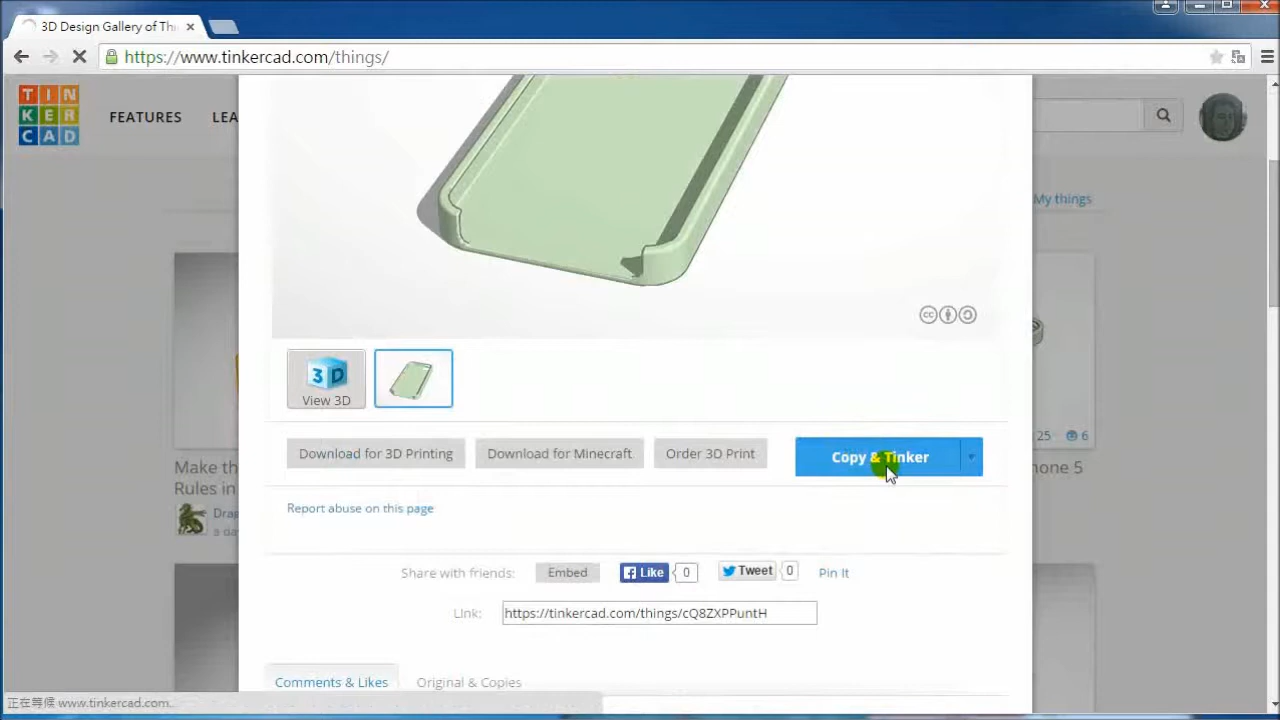 3D Design Gallery of Thi
https://www.tinkercad.com/things/
TIN
KER
CAD
FEATURES
LEA
My things
cc
3D
View 3D
Download for 3D Printing
Download for Minecraft
Order 3D Print
Copy & Tinker
25
6
Make th
Rules in
Drag
a da
hone 5
Report abuse on this page
Share with friends:
Embed
Like
0
Tweet
0
Pin It
Link:
https://tinkercad.com/things/cQ8ZXPPuntH
Comments & Likes
Original & Copies
正在等候 www.tinkercad.com...